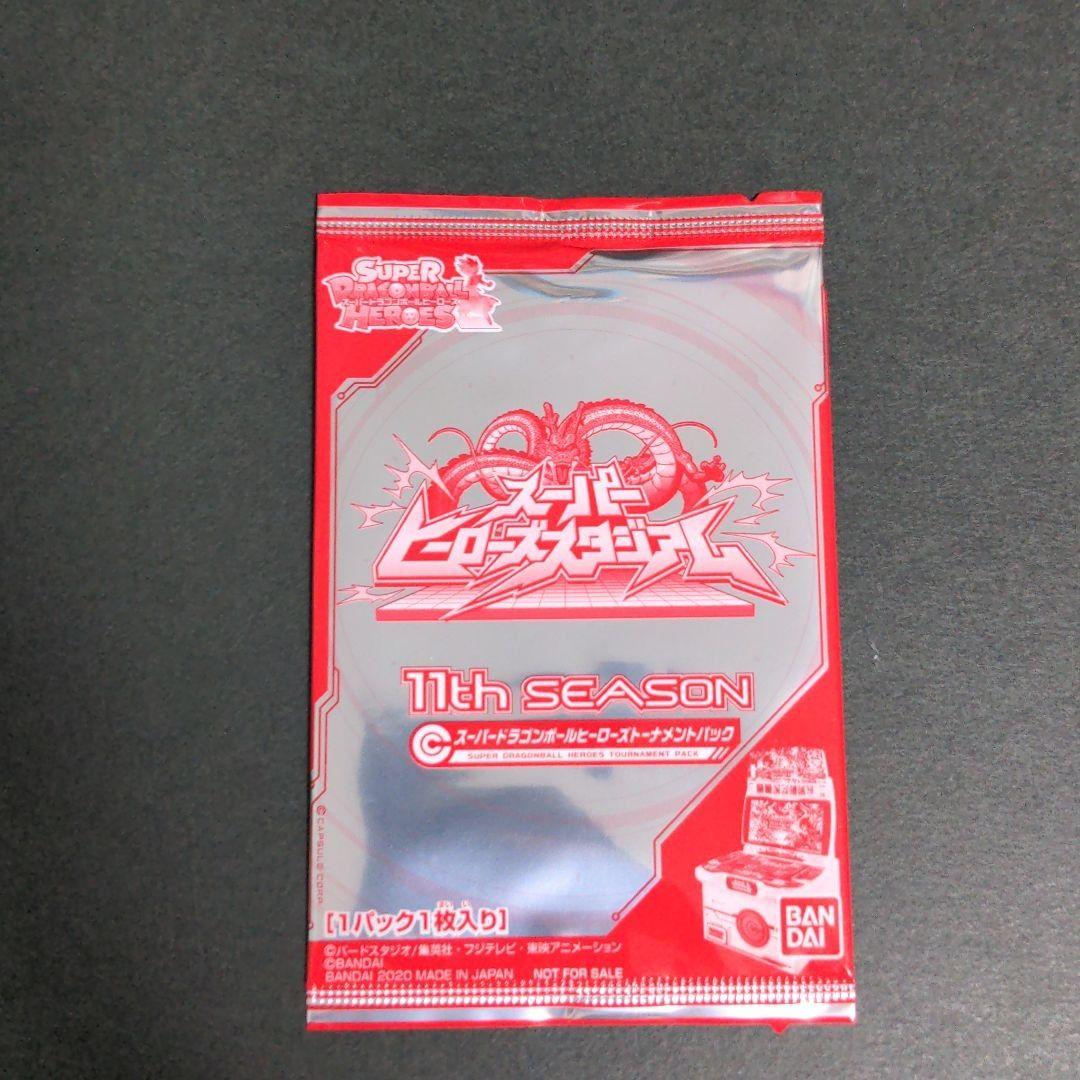 SUPER
DRAGONBALL
スーパードラゴンボールヒーローズ
HEROES
スーパー
ヒーローズスタジアム
11th SEASON
スーパードラゴンボールヒーローズトーナメントパック
SUPER DRAGONBALL HEROES TOURNAMENT PACK
©CAPSULE CORP.
[1パック1枚入り]
©バードスタジオ/集英社・フジテレビ・東映アニメーション
©BANDAI
BANDAI 2020 MADE IN JAPAN NOT FOR SALE
BAN
DAI